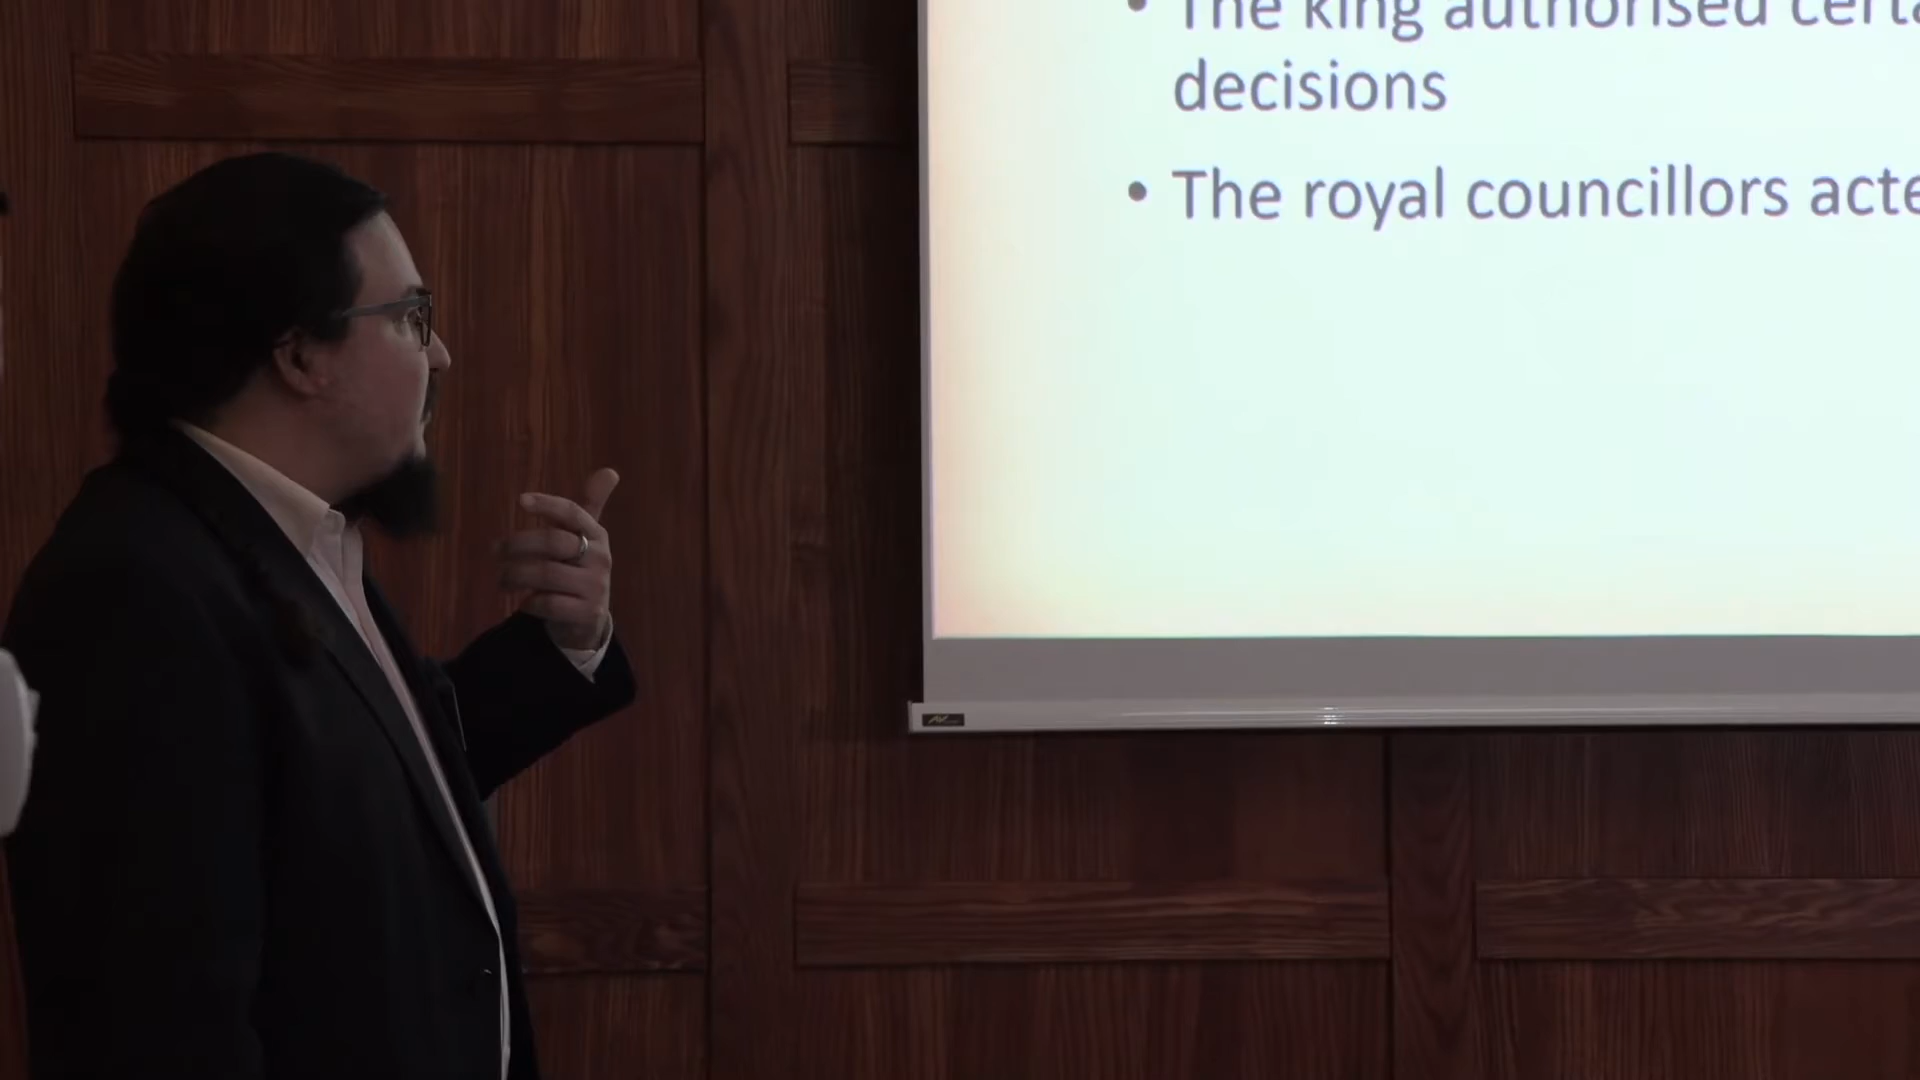 • The king authorised
decisions
• The royal councillors